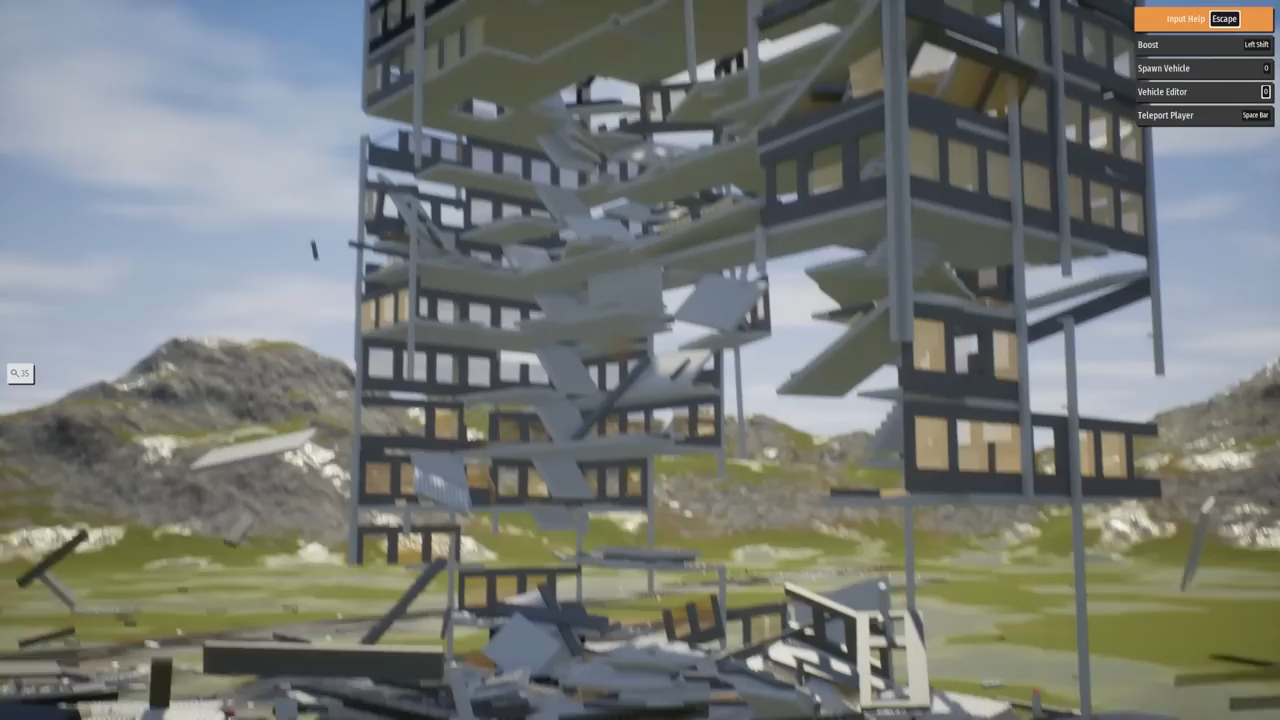 Input Help Escape
Boost Left Shift
Spawn Vehicle 0
Vehicle Editor 0
Teleport Player Space Bar
35